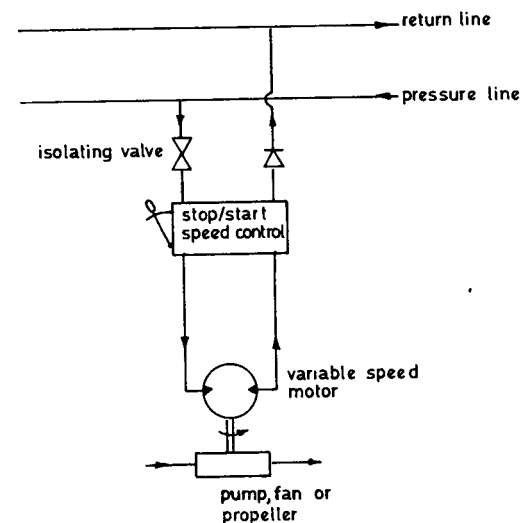 return line
pressure line
isolating valve
stop/start
speed control
variable speed
motor
pump, fan or
propeller